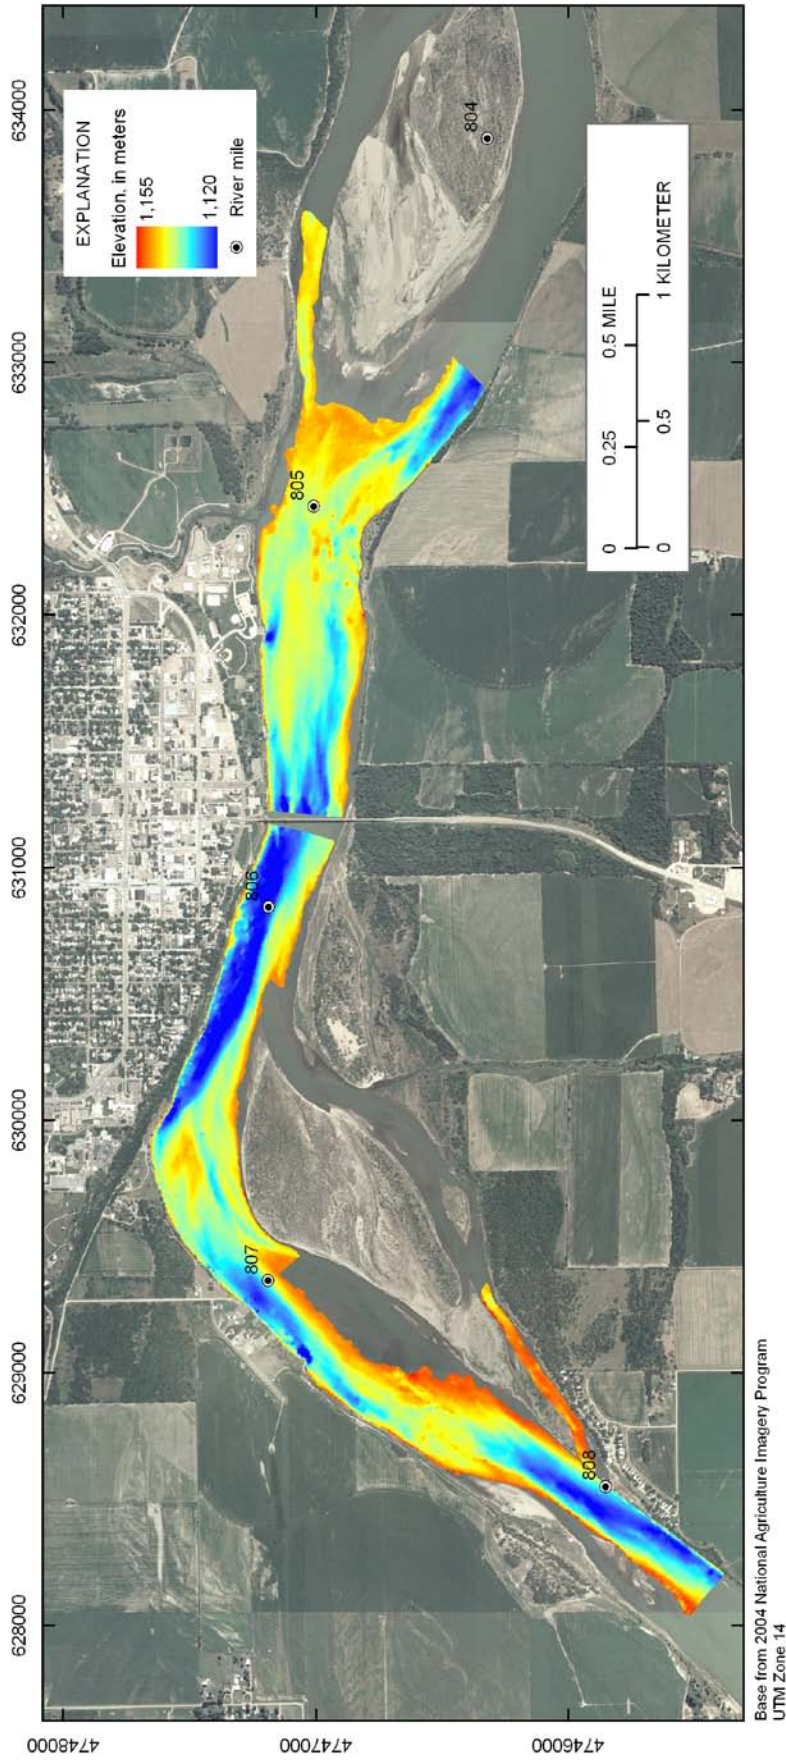 EXPLANATION
Elevation, in meters
1,155
1,120
River mile
634000
633000
632000
631000
630000
629000
628000
4748000
4747000
4746000
804
805
806
807
808
0 0.25 0.5 MILE
0 0.5 1 KILOMETER
Base from 2004 National Agriculture Imagery Program
UTM Zone 14